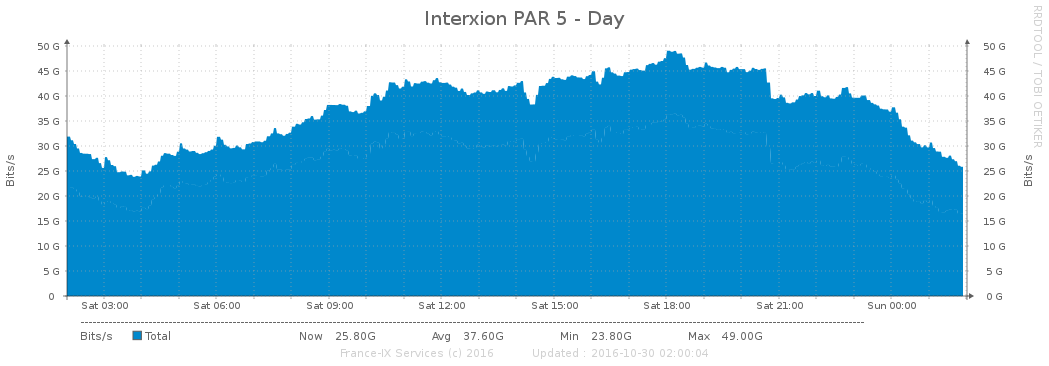 Interxion PAR 5 - Day
RRDTOOL / TOBI OETIKER
50 G 50 G
45 G 45 G
40 G 40 G
35 G 35 G
30 G 30 G
25 G 25 G
20 G 20 G
15 G 15 G
10 G 10 G
5 G 5 G
0 0 G
Bits/s
Bits/s
Sat 03:00 Sat 06:00 Sat 09:00 Sat 12:00 Sat 15:00 Sat 18:00 Sat 21:00 Sun 00:00
Bits/s Total Now 25.80G Avg 37.60G Min 23.80G Max 49.00G
France-IX Services (c) 2016 Updated : 2016-10-30 02:00:04